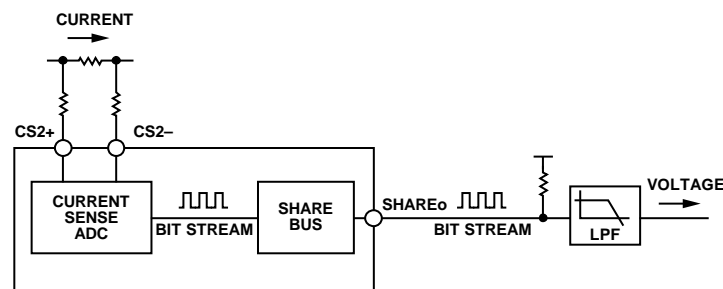 CURRENT
CS2+
CS2–
CURRENT
SENSE
ADC
BIT STREAM
SHARE
BUS
SHAREo
BIT STREAM
LPF
VOLTAGE